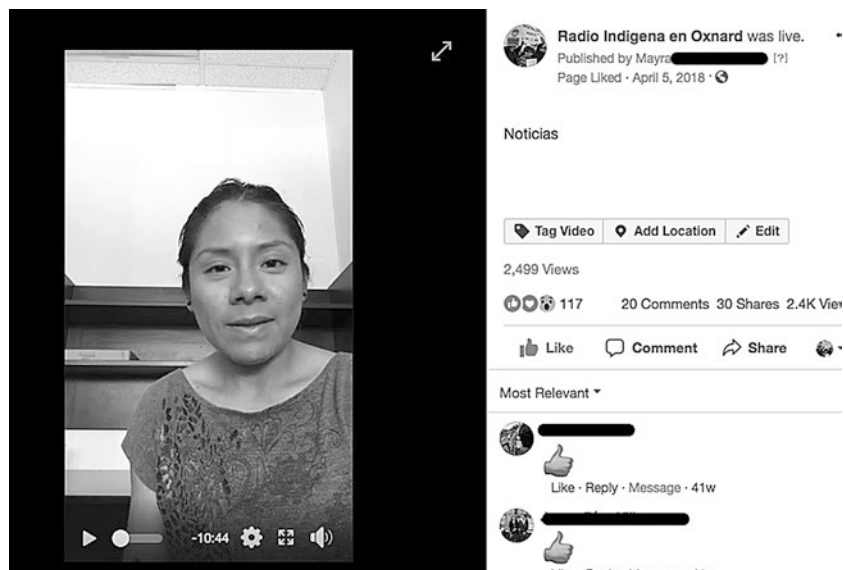 Radio Indigena en Oxnard was live.
Published by Mayra [?]
Page Liked · April 5, 2018 ·
Noticias
Tag Video Add Location Edit
2,499 Views
117 20 Comments 30 Shares 2.4K
Like Comment Share
Most Relevant
Like · Reply · Message · 41w
-10:44